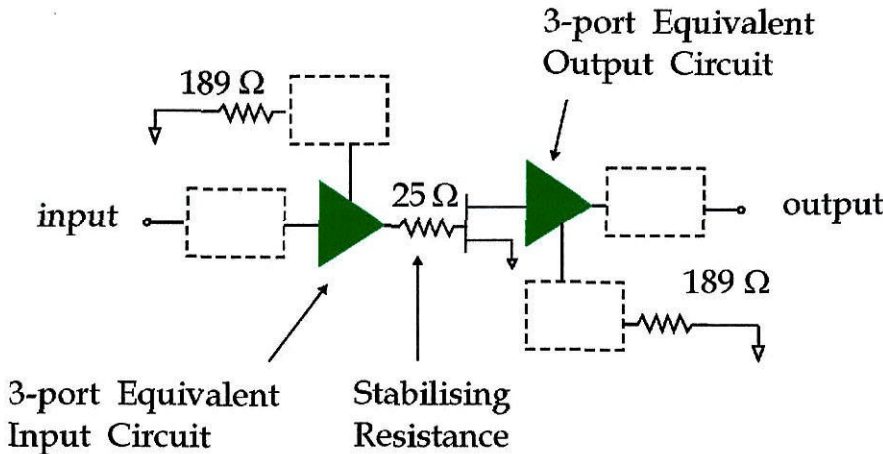 3-port Equivalent
Output Circuit
189 Ω
25 Ω
input
output
189 Ω
3-port Equivalent
Input Circuit
Stabilising
Resistance